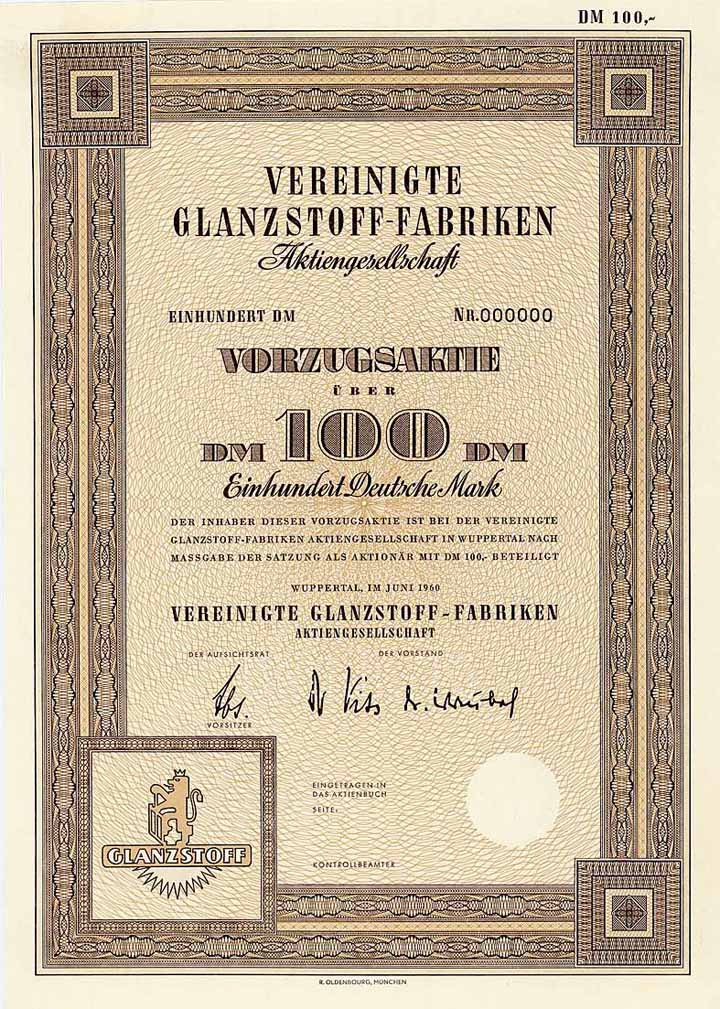 DM 100,-
VEREINIGTE
GLANZSTOFF-FABRIKEN
Aktiengesellschaft
EINHUNDERT DM NR.000000
VORZUGSAKTIE
ÜBER
DM 100 DM
Einhundert Deutsche Mark
DER INHABER DIESER VORZUGSAKTIE IST BEI DER VEREINIGTE
GLANZSTOFF-FABRIKEN AKTIENGESELLSCHAFT IN WUPPERTAL NACH
MASSGABE DER SATZUNG ALS AKTIONÄR MIT DM 100,- BETEILIGT
WUPPERTAL, IM JUNI 1960
VEREINIGTE GLANZSTOFF-FABRIKEN
AKTIENGESELLSCHAFT
DER AUFSICHTSRAT DER VORSTAND
VORSITZER
EINGETRAGEN IN
DAS AKTIENBUCH
SEITE:
GLANZSTOFF
KONTROLLBEAMTER
R. OLDENBOURG, MÜNCHEN